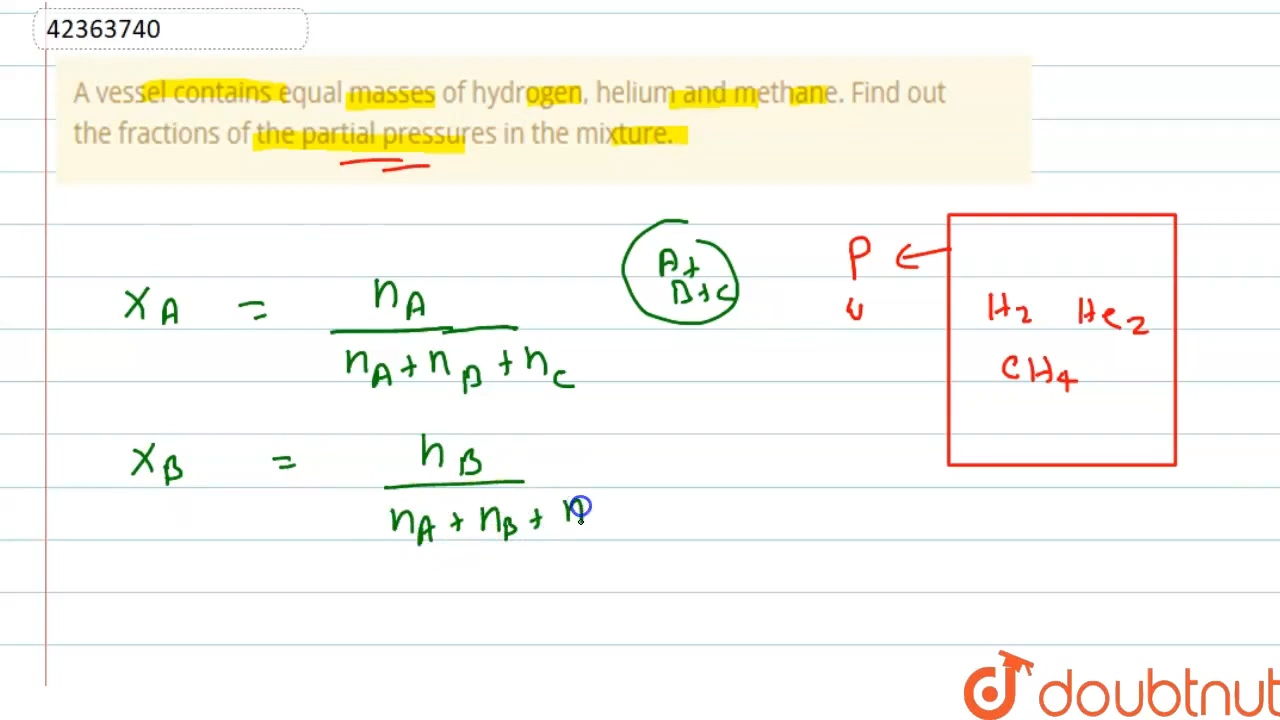 42363740
A vessel contains equal masses of hydrogen, helium and methane. Find out
the fractions of the partial pressures in the mixture.
A+
B+C
P
H2 He2
CH4
xA = nA
nA + nB + nC
xB = nB
nA + nB + n
doubtnut